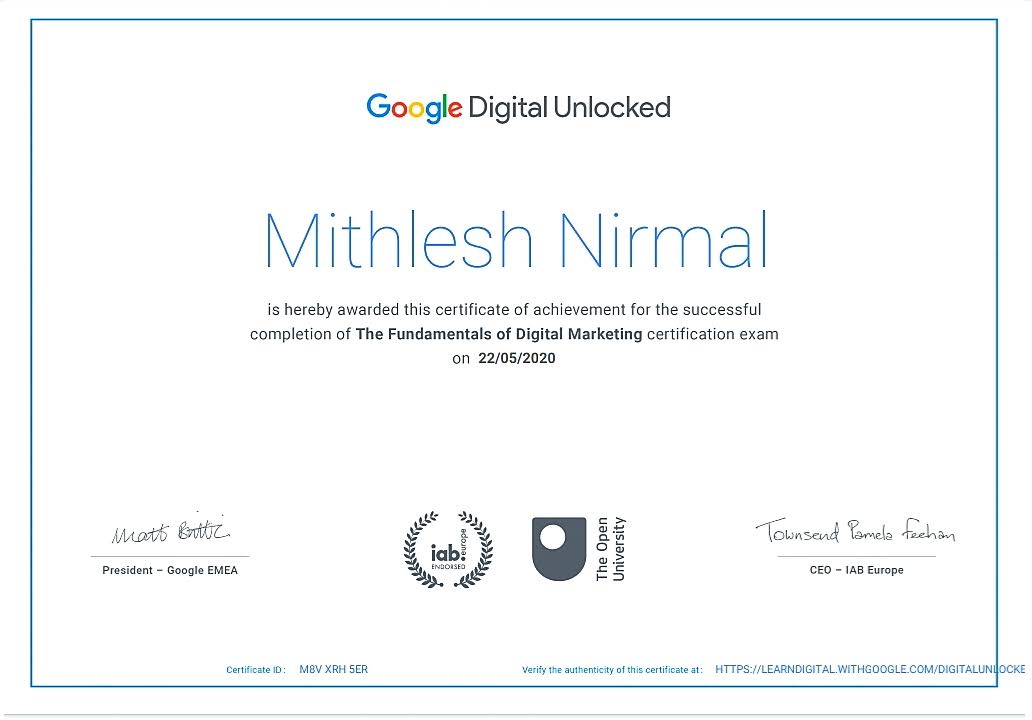 Google Digital Unlocked
Mithlesh Nirmal
is hereby awarded this certificate of achievement for the successful
completion of The Fundamentals of Digital Marketing certification exam
on 22/05/2020
Matt Brittin
President – Google EMEA
iab.
europe
ENDORSED
The Open
University
Townsend Pamela Feehan
CEO – IAB Europe
Certificate ID : M8V XRH 5ER
Verify the authenticity of this certificate at : HTTPS://LEARNDIGITAL.WITHGOOGLE.COM/DIGITALUNLOCKE